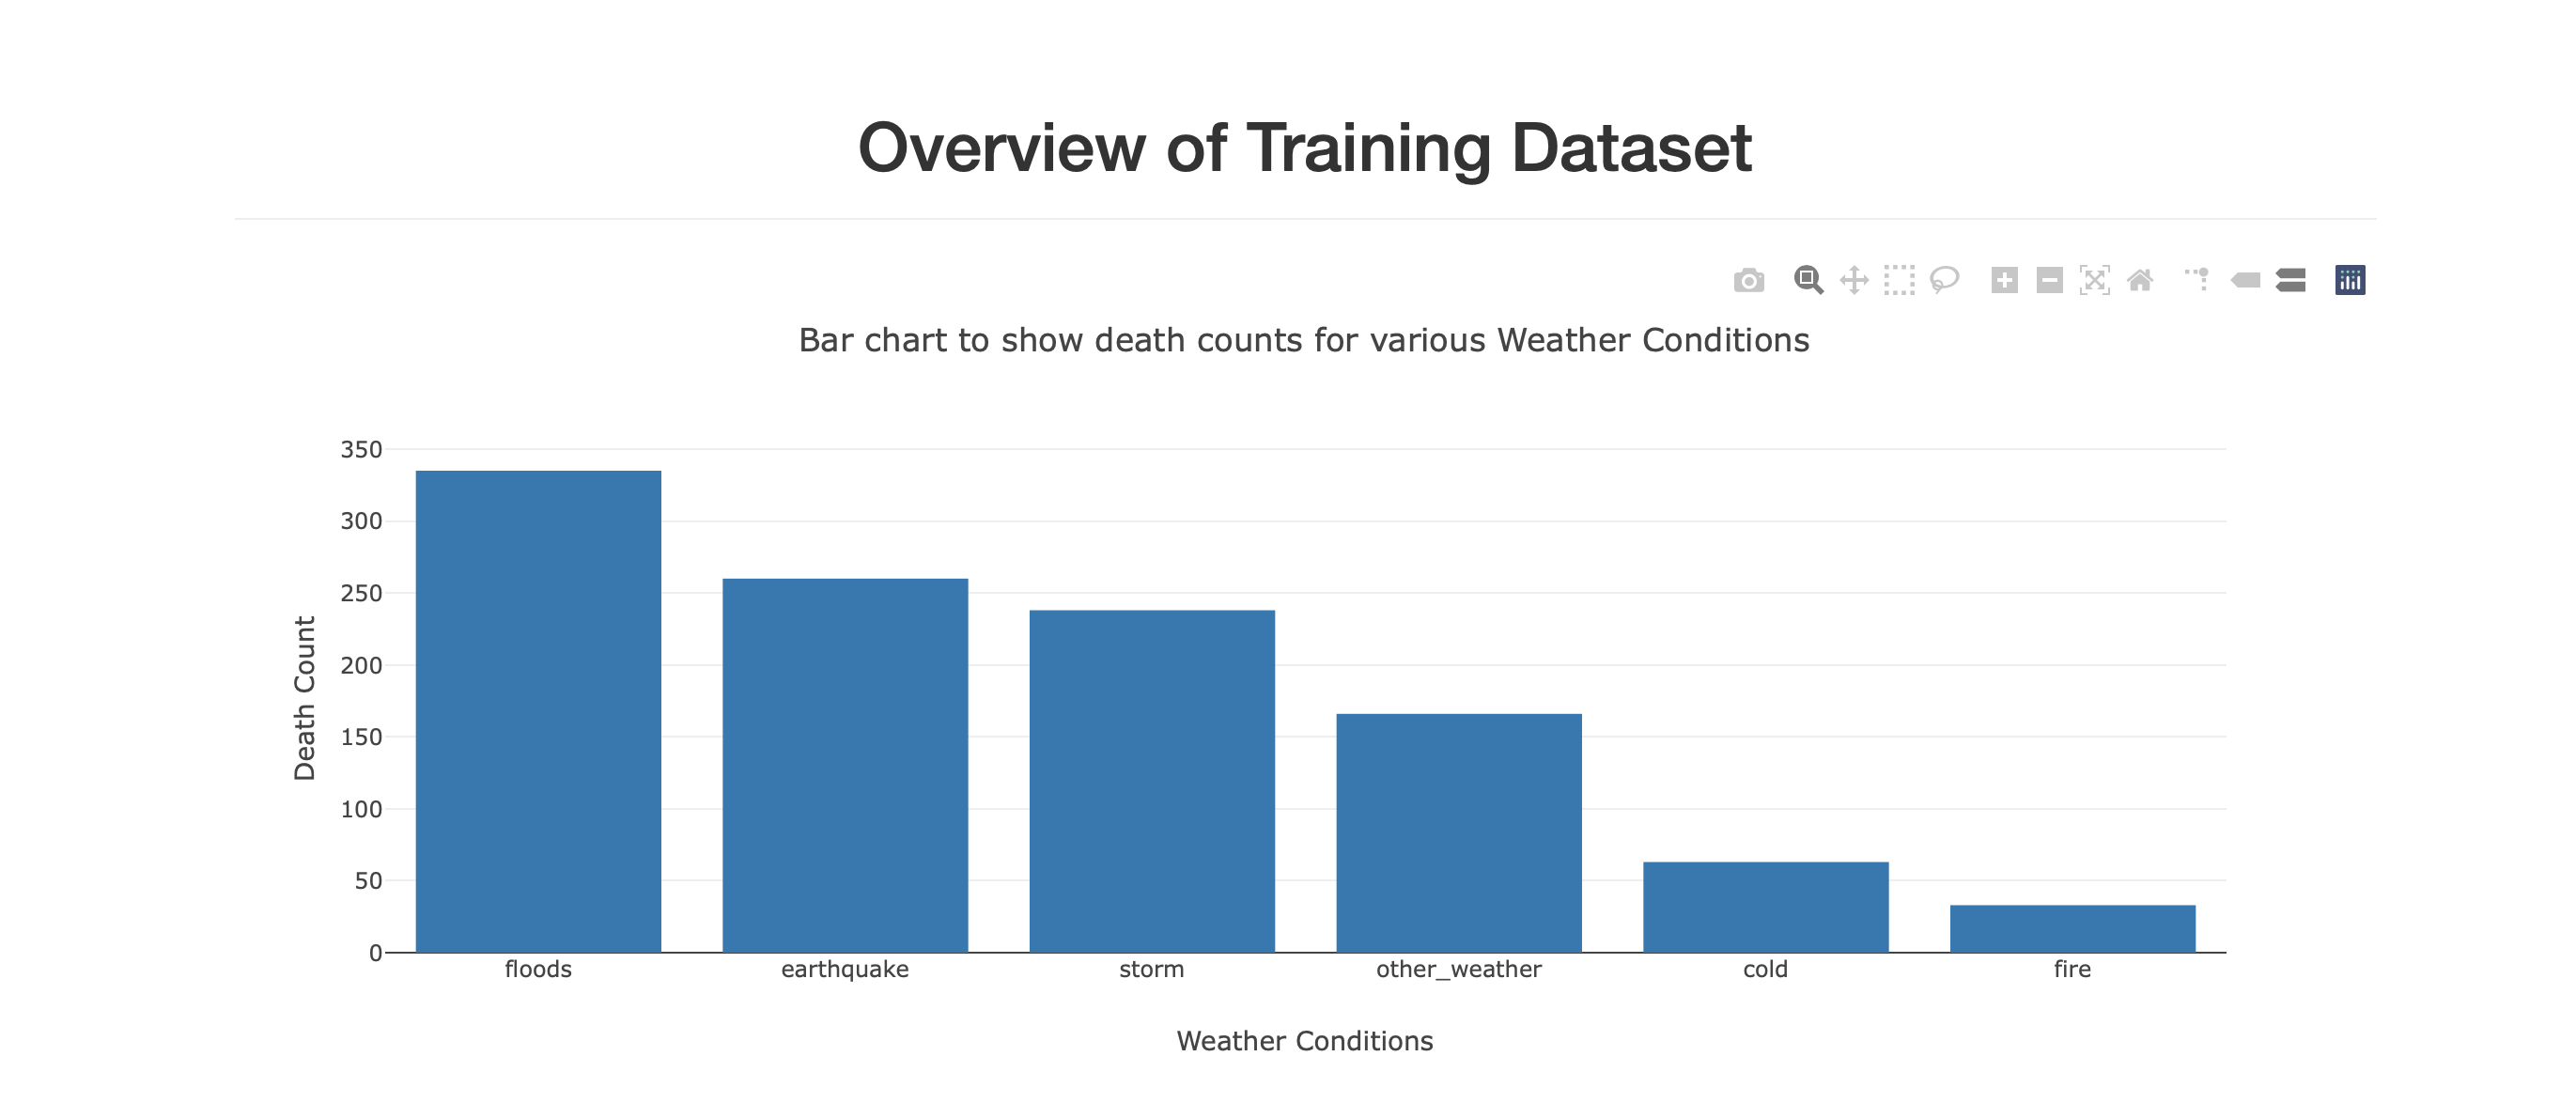 Overview of Training Dataset
Bar chart to show death counts for various Weather Conditions
350
300
250
200
150
100
50
0
Death Count
floods earthquake storm other_weather cold fire
Weather Conditions